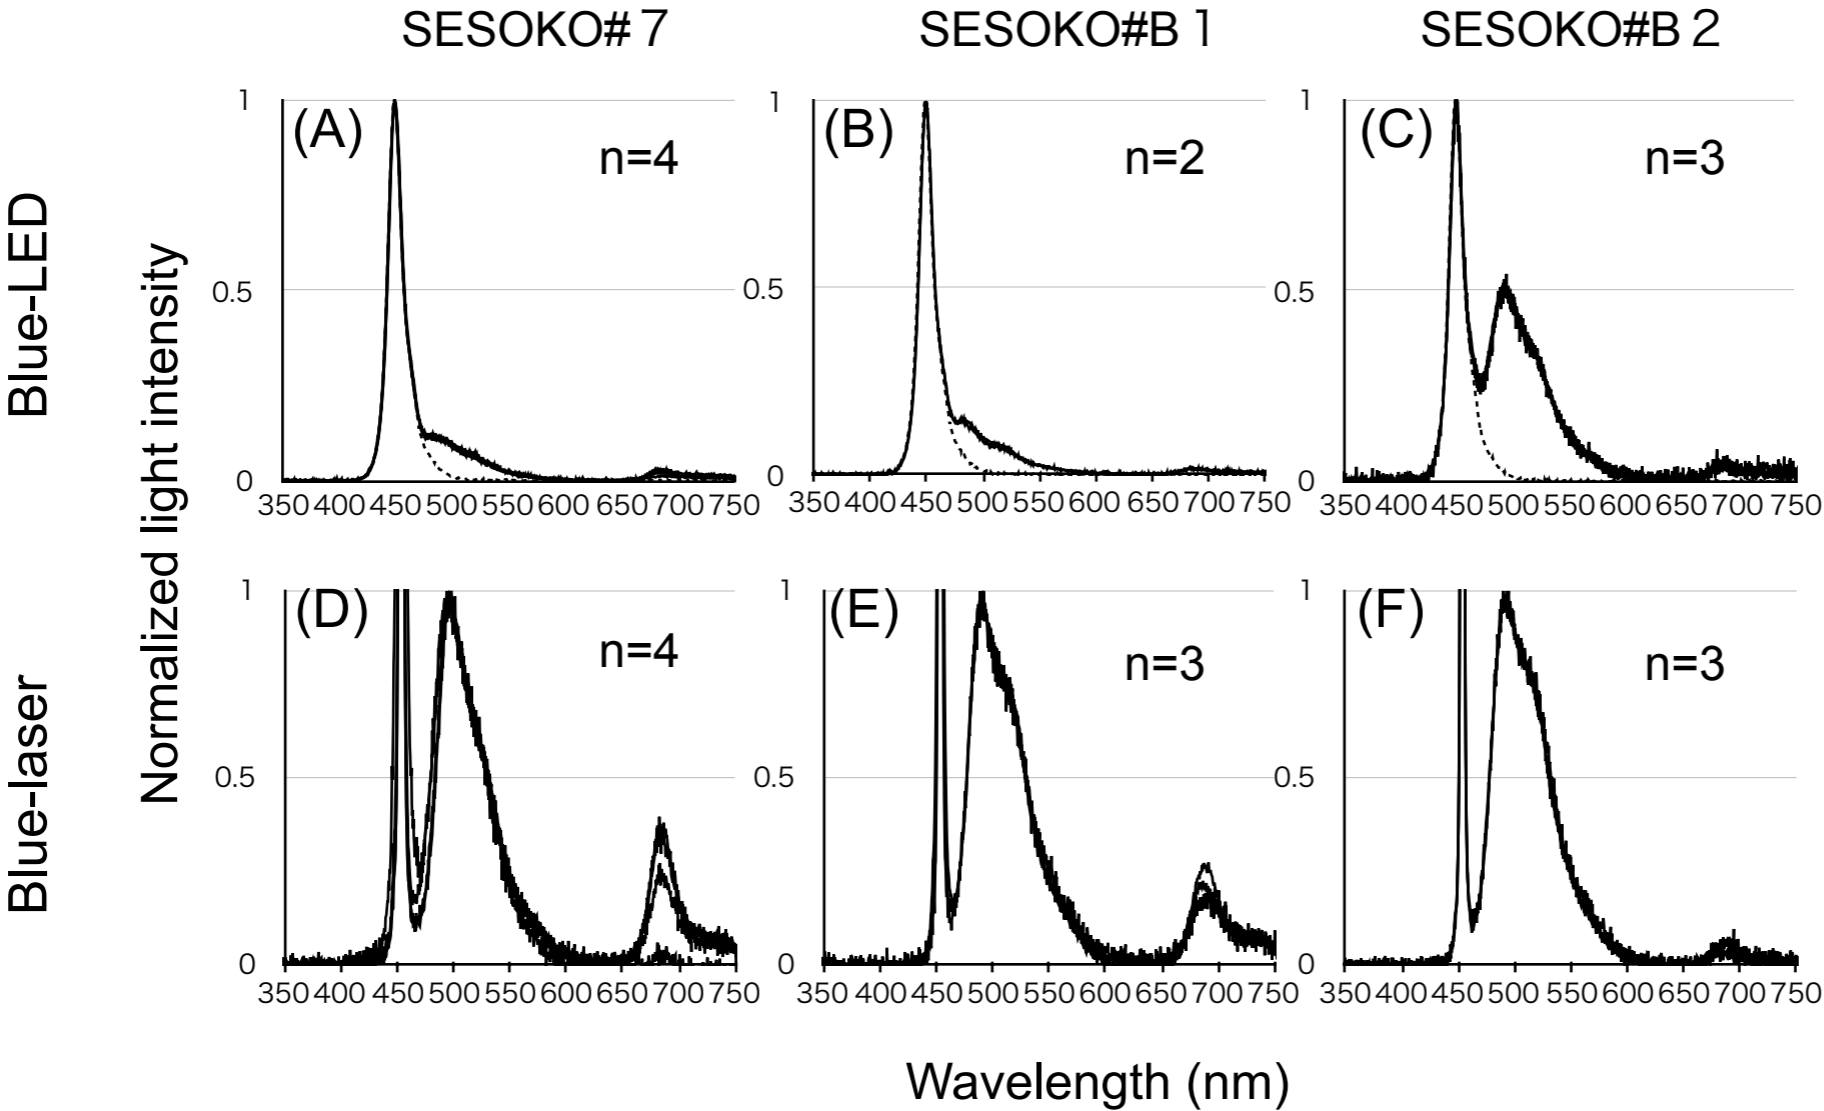 SESOKO# 7 SESOKO#B 1 SESOKO#B 2
Blue-LED
Blue-laser
Normalized light intensity
(A) n=4
1
0.5
0
350 400 450 500 550 600 650 700 750
(B) n=2
1
0.5
0
350 400 450 500 550 600 650 700 750
(C) n=3
1
0.5
0
350 400 450 500 550 600 650 700 750
(D) n=4
1
0.5
0
350 400 450 500 550 600 650 700 750
(E) n=3
1
0.5
0
350 400 450 500 550 600 650 700 750
(F) n=3
1
0.5
0
350 400 450 500 550 600 650 700 750
Wavelength (nm)